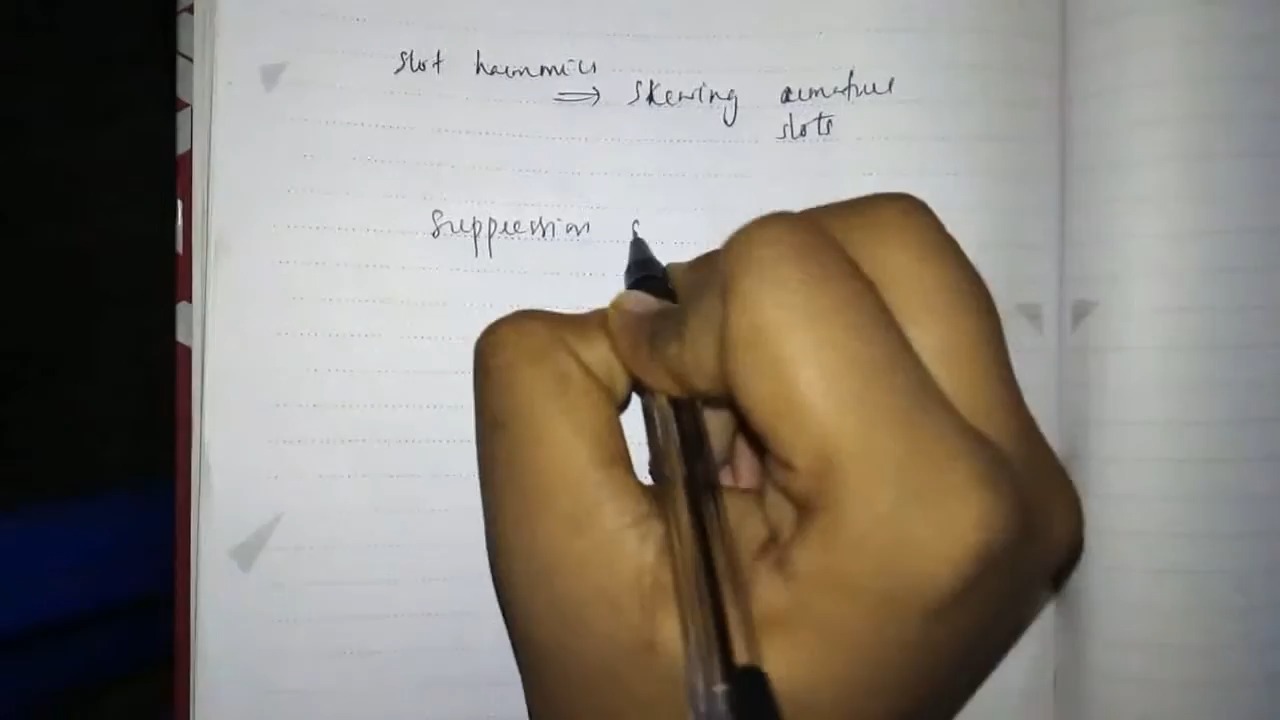 slot harmonics
⇒ skewing armature
slots
Suppression